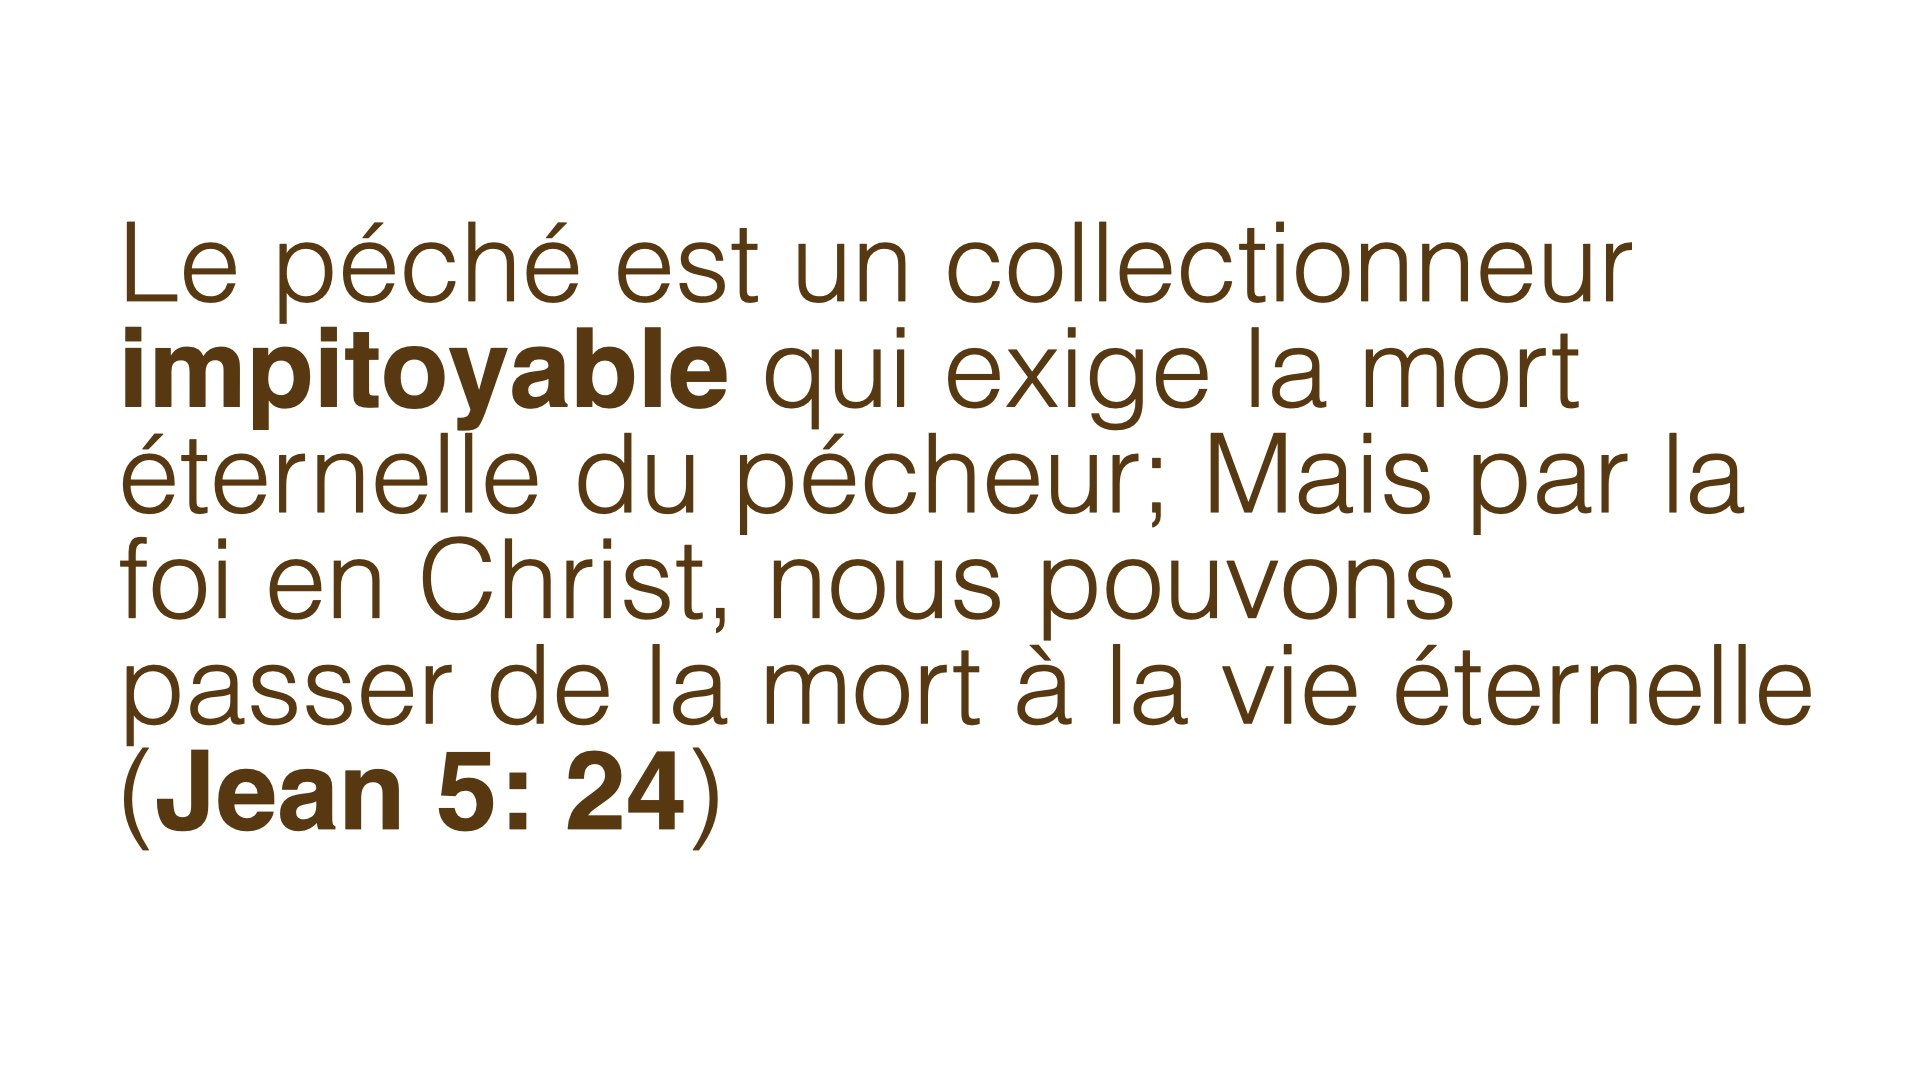 Le péché est un collectionneur
impitoyable qui exige la mort
éternelle du pécheur; Mais par la
foi en Christ, nous pouvons
passer de la mort à la vie éternelle
(Jean 5: 24)